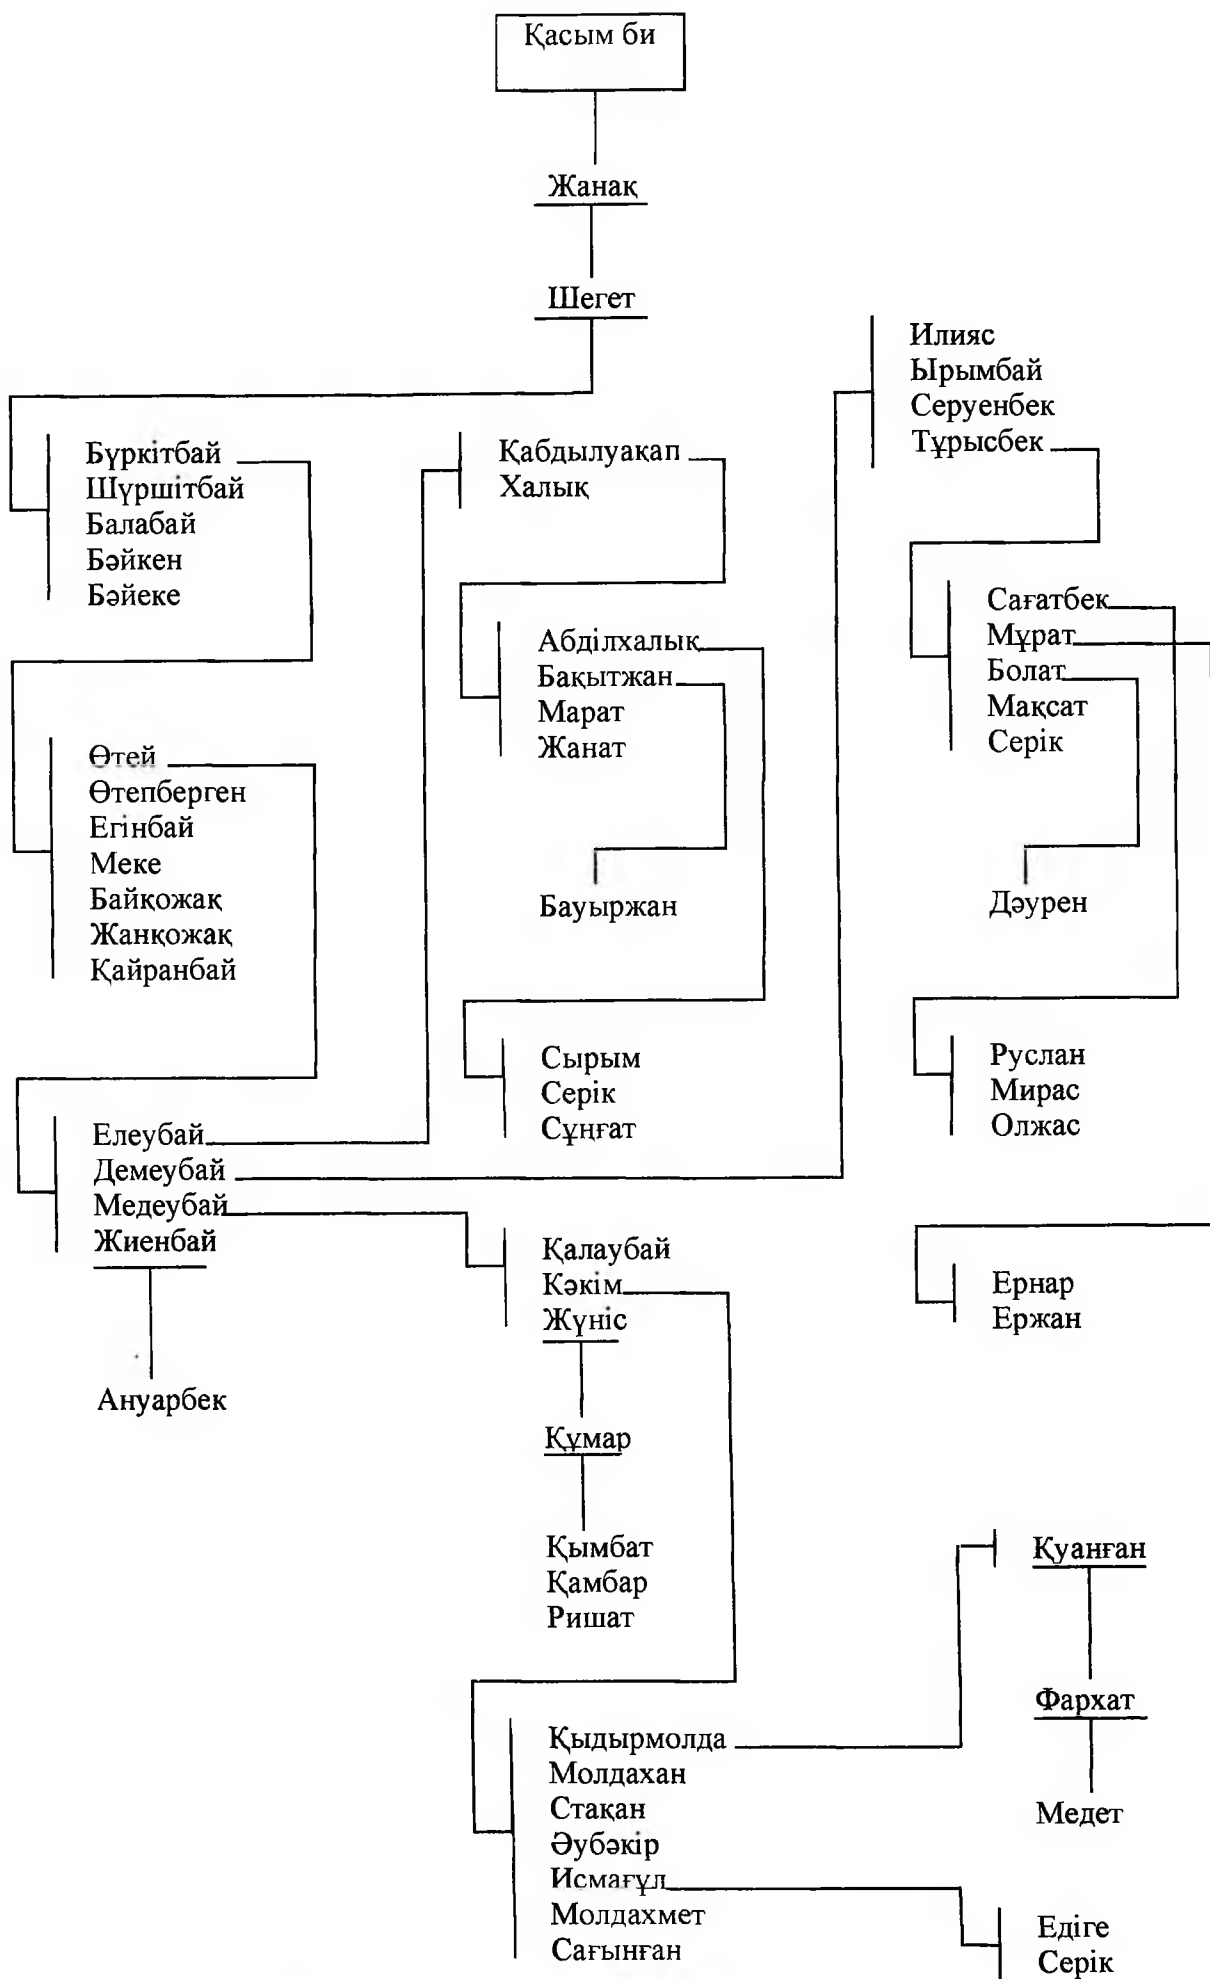 Қасым би
Жанақ
Шегет
Бүркітбай
Шүршітбай
Балабай
Бәйкен
Бәйеке
Өтей
Өтепберген
Егінбай
Меке
Байқожақ
Жанқожақ
Қайранбай
Елеубай
Демеубай
Медеубай
Жиенбай
Ануарбек
Қабдылуақап
Халық
Абділхалық
Бақытжан
Марат
Жанат
Бауыржан
Сырым
Серік
Сұңғат
Қалаубай
Кәкім
Жүніс
Құмар
Қымбат
Қамбар
Ришат
Қыдырмолда
Молдахан
Стақан
Әубәкір
Исмағұл
Молдахмет
Сағынған
Илияс
Ырымбай
Серуенбек
Тұрысбек
Сағатбек
Мұрат
Болат
Мақсат
Серік
Дәурен
Руслан
Мирас
Олжас
Ернар
Ержан
Қуанған
Фархат
Медет
Едіге
Серік